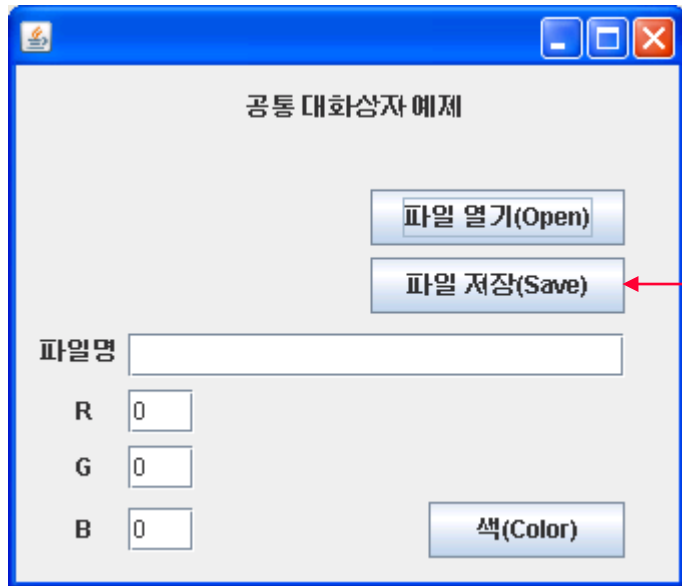 공통 대화상자 예제
파일 열기(Open)
파일 저장(Save)
파일명
R 0
G 0
B 0 색(Color)